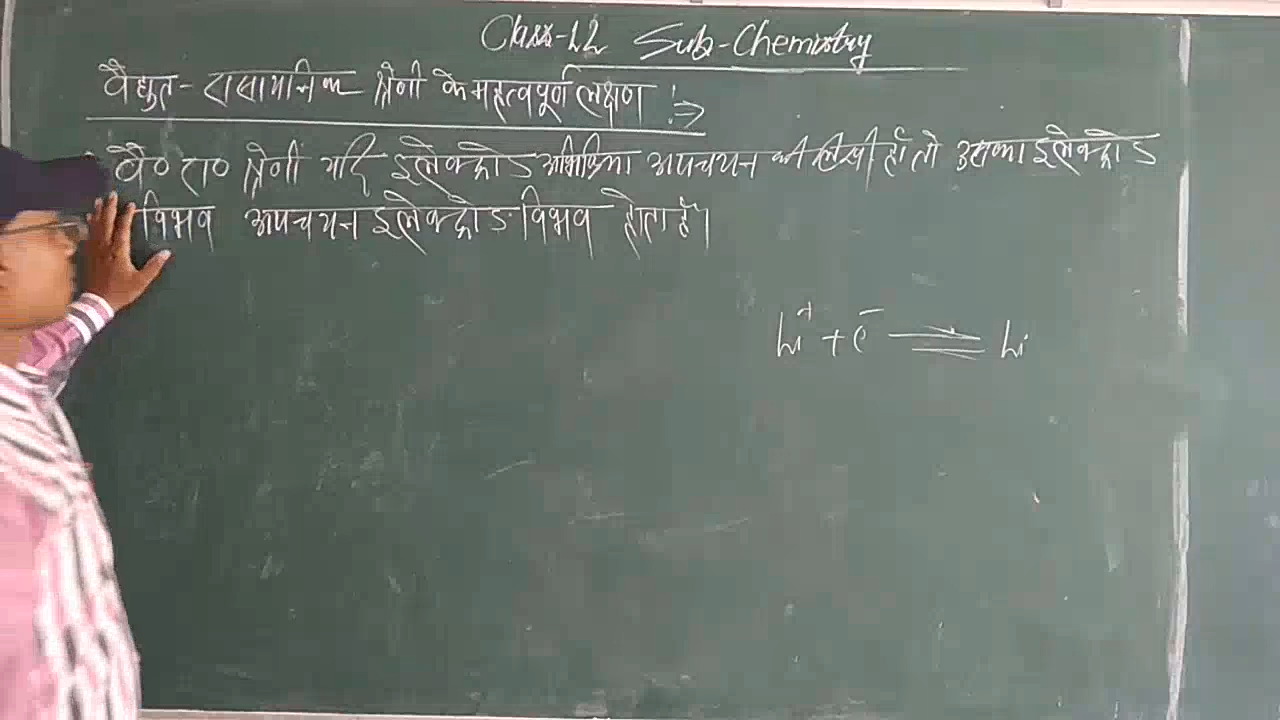 Class-12 Sub-Chemistry
वैद्युत-रासायनिक श्रेणी के महत्वपूर्ण लक्षण :⇒
वै० रा० श्रेणी यदि इलेक्ट्रोड अभिक्रिया अपचयन की लिखी हो तो उसका इलेक्ट्रोड
विभव अपचयन इलेक्ट्रोड विभव होता है।
Li⁺ + e⁻ ⇌ Li